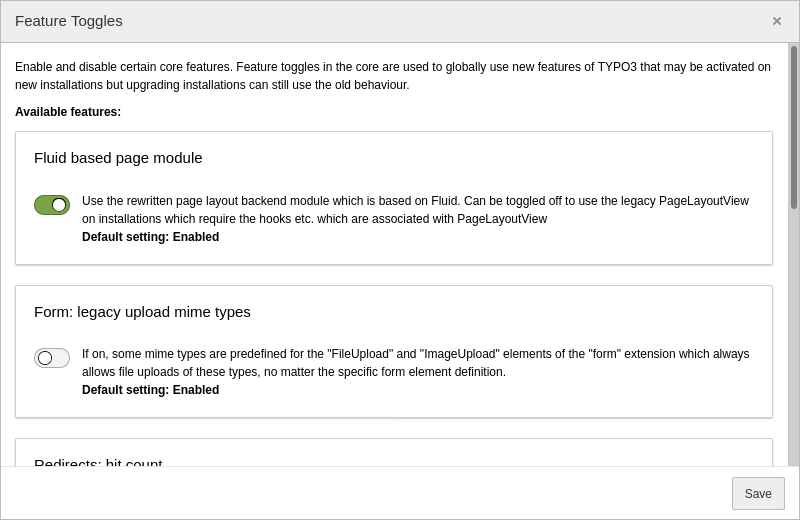 Feature Toggles
×
Enable and disable certain core features. Feature toggles in the core are used to globally use new features of TYPO3 that may be activated on
new installations but upgrading installations can still use the old behaviour.
Available features:
Fluid based page module
Use the rewritten page layout backend module which is based on Fluid. Can be toggled off to use the legacy PageLayoutView
on installations which require the hooks etc. which are associated with PageLayoutView
Default setting: Enabled
Form: legacy upload mime types
If on, some mime types are predefined for the "FileUpload" and "ImageUpload" elements of the "form" extension which always
allows file uploads of these types, no matter the specific form element definition.
Default setting: Enabled
Redirects: hit count
Save